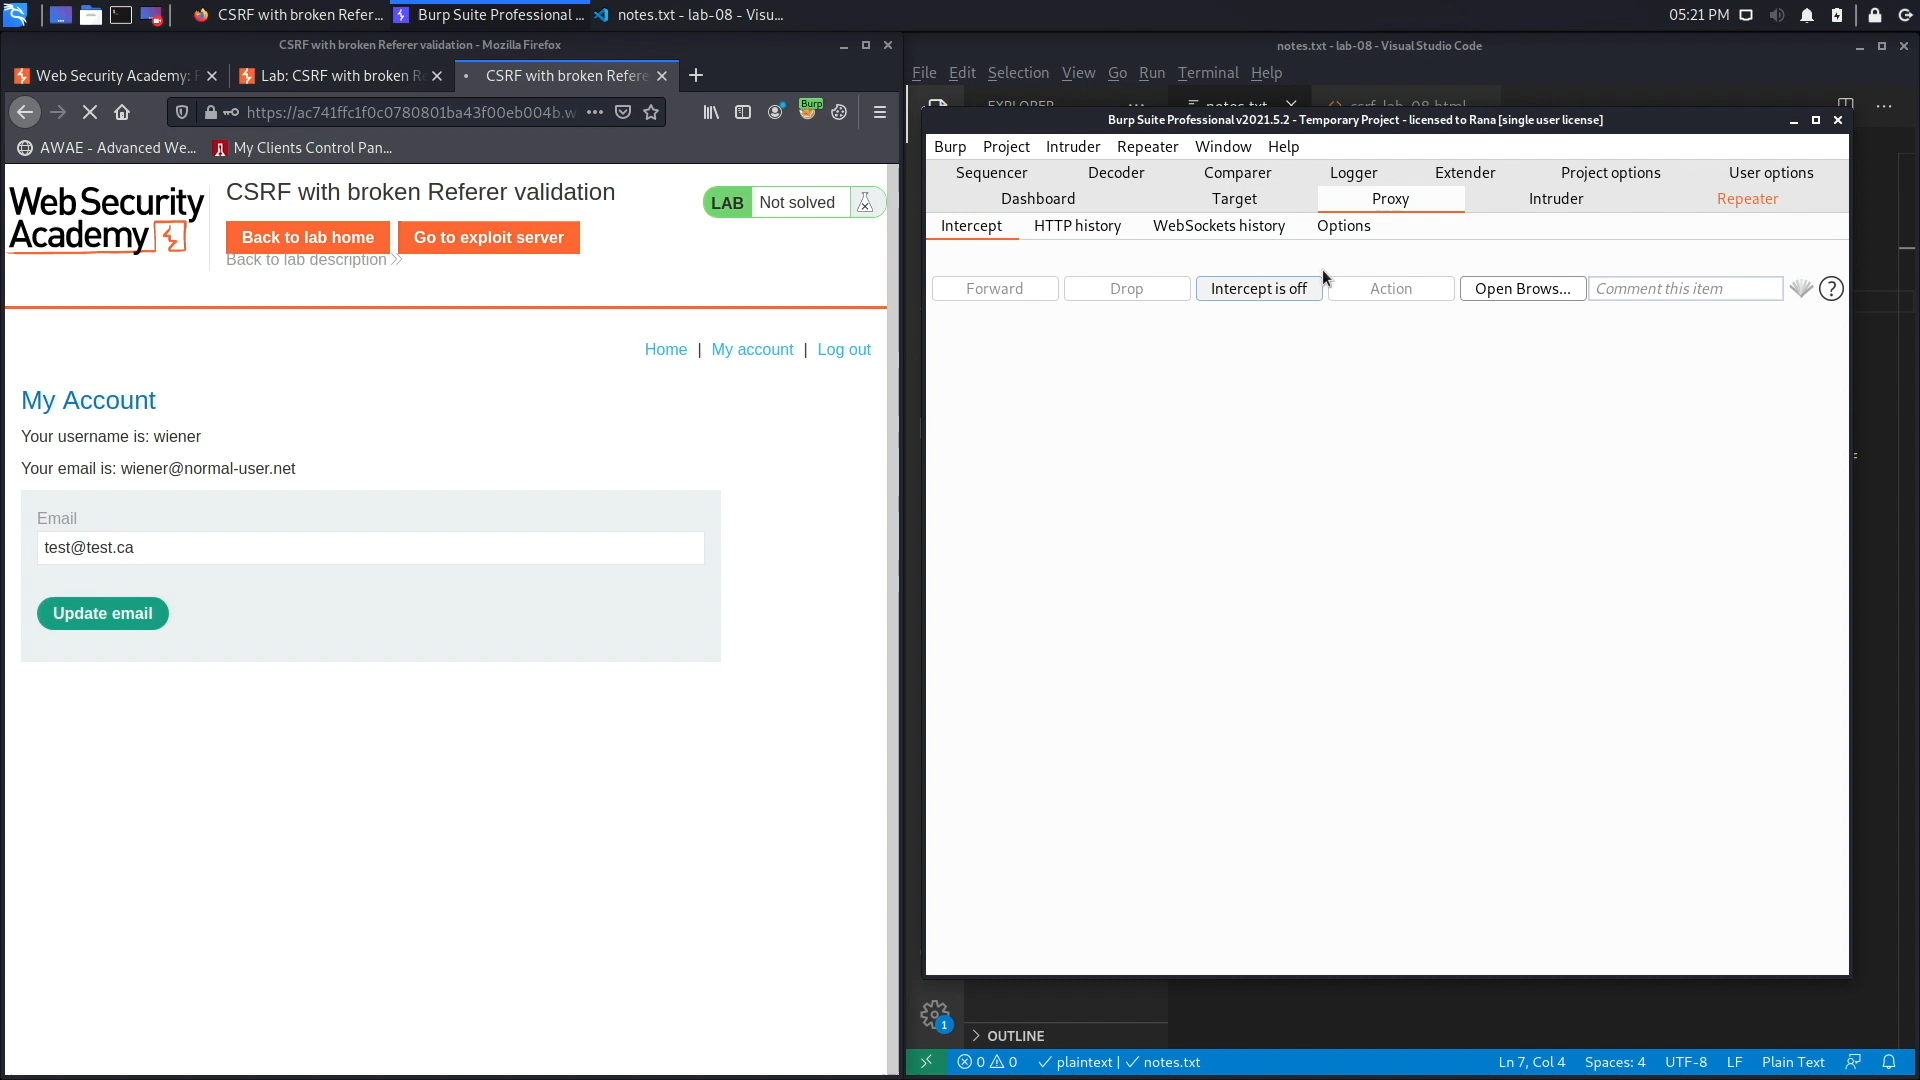 CSRF with broken Refer... Burp Suite Professional ... notes.txt - lab-08 - Visu... 05:21 PM
CSRF with broken Referer validation - Mozilla Firefox
Web Security Academy: Lab: CSRF with broken R CSRF with broken Refere
https://ac741ffc1f0c0780801ba43f00eb004b.w ... Burp
AWAE - Advanced We... My Clients Control Pan...
Web Security Academy
CSRF with broken Referer validation
LAB Not solved
Back to lab home Go to exploit server
Back to lab description
Home | My account | Log out
My Account
Your username is: wiener
Your email is: wiener@normal-user.net
Email
test@test.ca
Update email
notes.txt - lab-08 - Visual Studio Code
File Edit Selection View Go Run Terminal Help
EXPLORER ... notes.txt csrf-lab-08.html ...
Burp Suite Professional v2021.5.2 - Temporary Project - licensed to Rana [single user license]
Burp Project Intruder Repeater Window Help
Sequencer Decoder Comparer Logger Extender Project options User options
Dashboard Target Proxy Intruder Repeater
Intercept HTTP history WebSockets history Options
Forward Drop Intercept is off Action Open Brows... Comment this item ?
1
OUTLINE
0 0 plaintext | notes.txt Ln 7, Col 4 Spaces: 4 UTF-8 LF Plain Text